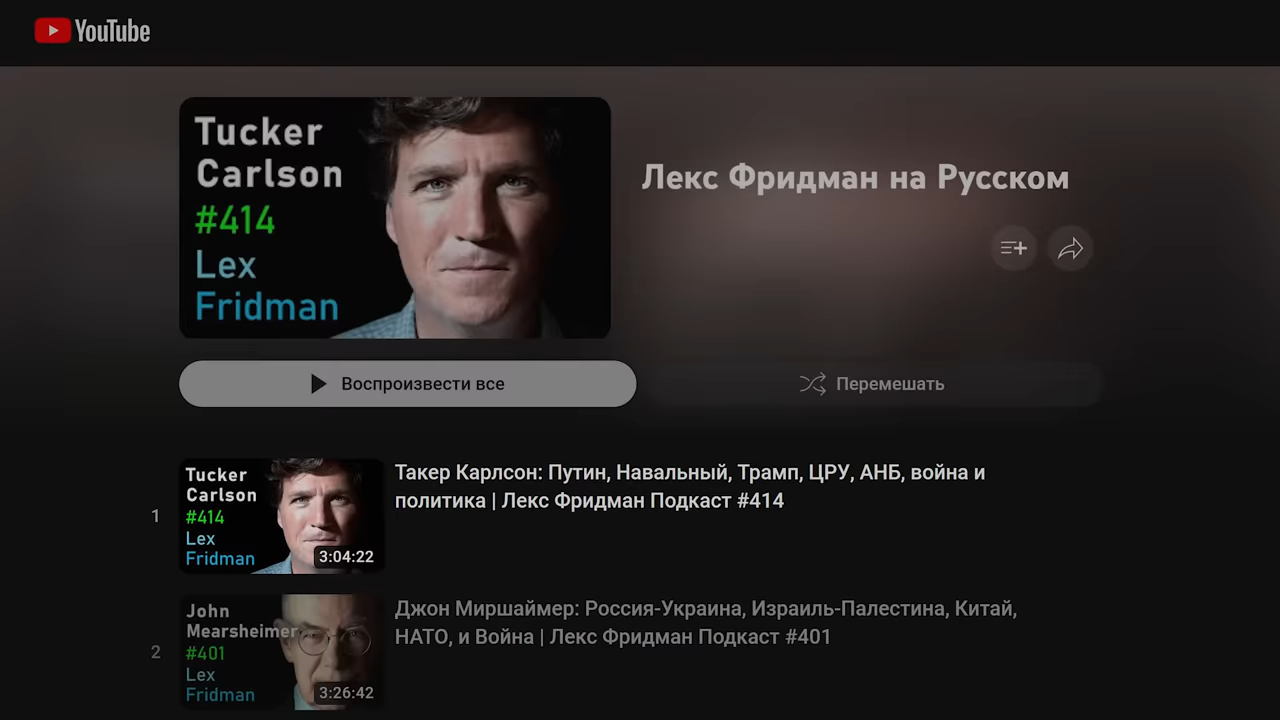 YouTube
Tucker
Carlson
#414
Lex
Fridman
Лекс Фридман на Русском
Воспроизвести все
Перемешать
1
Tucker
Carlson
#414
Lex
Fridman
3:04:22
Такер Карлсон: Путин, Навальный, Трамп, ЦРУ, АНБ, война и
политика | Лекс Фридман Подкаст #414
2
John
Mearsheimer
#401
Lex
Fridman
3:26:42
Джон Миршаймер: Россия-Украина, Израиль-Палестина, Китай,
НАТО, и Война | Лекс Фридман Подкаст #401